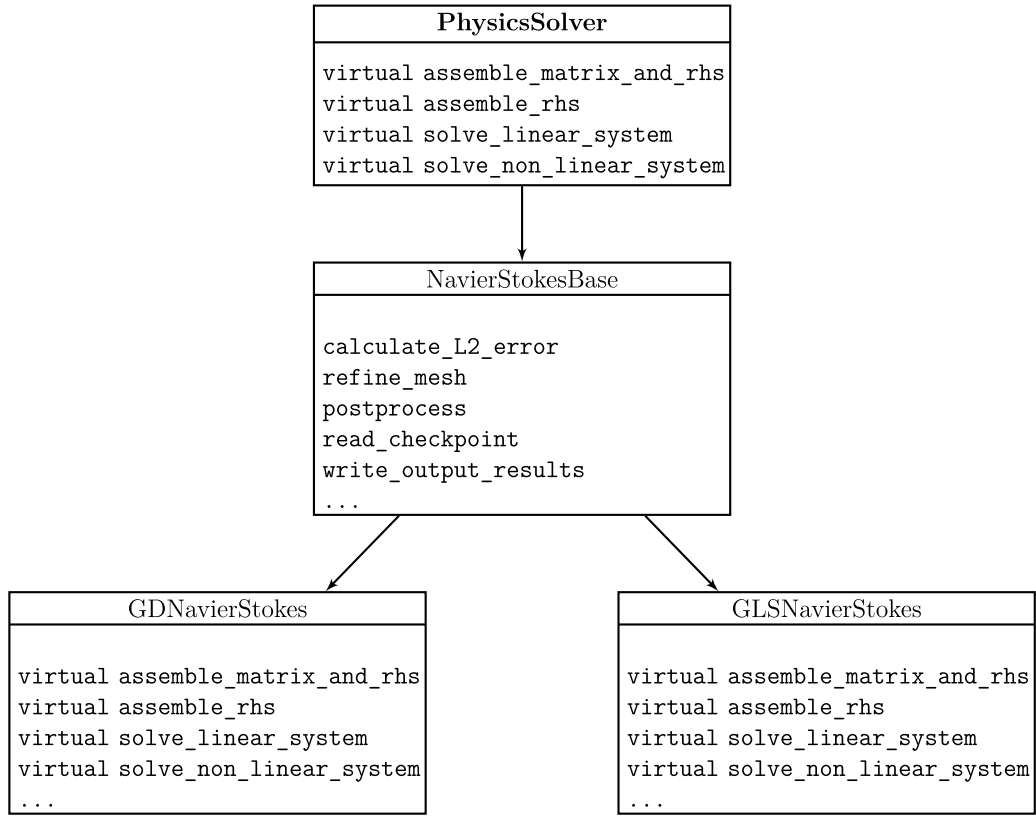 PhysicsSolver
virtual assemble_matrix_and_rhs
virtual assemble_rhs
virtual solve_linear_system
virtual solve_non_linear_system
NavierStokesBase
calculate_L2_error
refine_mesh
postprocess
read_checkpoint
write_output_results
...
GDNavierStokes
virtual assemble_matrix_and_rhs
virtual assemble_rhs
virtual solve_linear_system
virtual solve_non_linear_system
...
GLSNavierStokes
virtual assemble_matrix_and_rhs
virtual assemble_rhs
virtual solve_linear_system
virtual solve_non_linear_system
...